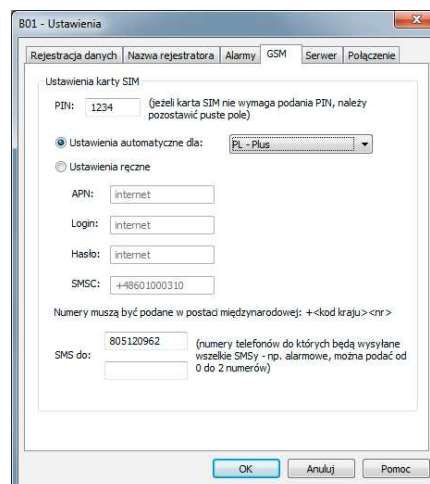 B01 - Ustawienia
Rejestracja danych Nazwa rejestratora Alarmy GSM Serwer Połączenie
Ustawienia karty SIM
PIN: 1234 (jeżeli karta SIM nie wymaga podania PIN, należy
pozostawić puste pole)
Ustawienia automatyczne dla: PL - Plus
Ustawienia ręczne
APN: internet
Login: internet
Hasło: internet
SMSC: +48601000310
Numery muszą być podane w postaci międzynarodowej: +<kod kraju><nr>
SMS do: 805120962 (numery telefonów do których będą wysyłane
wszelkie SMSy - np. alarmowe, można podać od
0 do 2 numerów)
OK Anuluj Pomoc